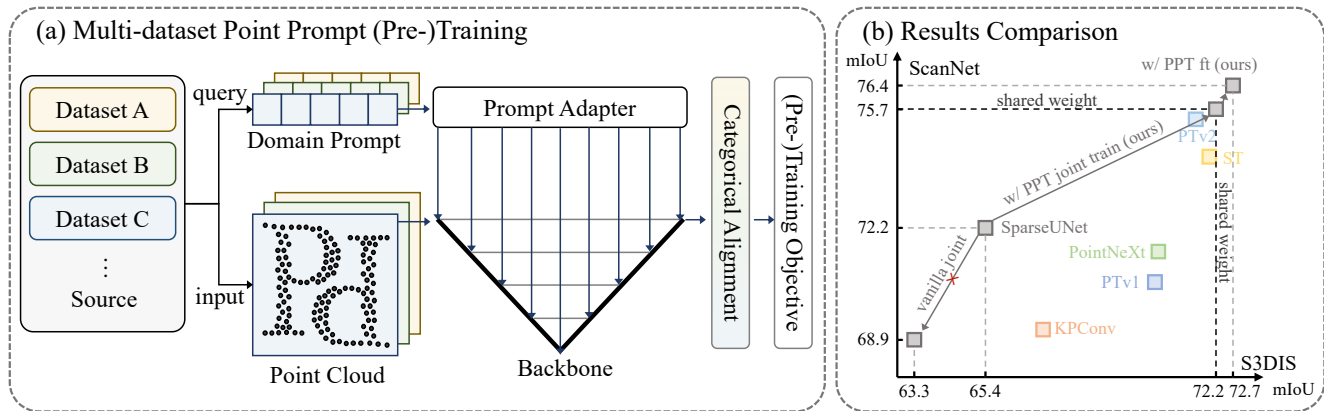 (a) Multi-dataset Point Prompt (Pre-)Training
Dataset A
Dataset B
Dataset C
⋮
Source
query
input
Domain Prompt
Point Cloud
Prompt Adapter
Backbone
Categorical Alignment
(Pre-)Training Objective
(b) Results Comparison
mIoU
ScanNet
w/ PPT ft (ours)
76.4
75.7
shared weight
PTv2
ST
w/ PPT joint train (ours)
shared weight
72.2
SparseUNet
PointNeXt
vanilla joint
PTv1
KPConv
68.9
S3DIS
63.3
65.4
72.2
72.7
mIoU